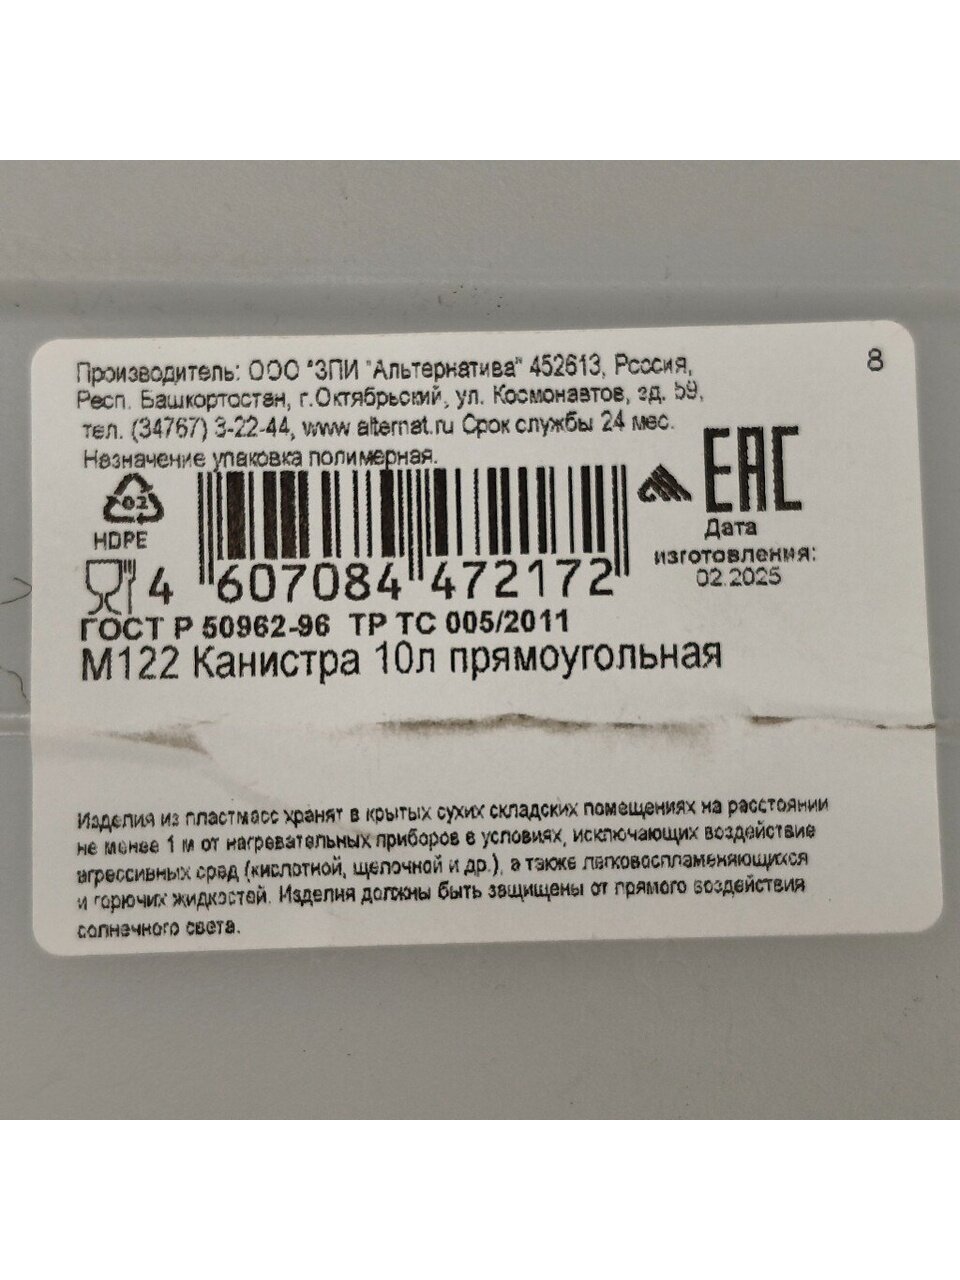 Производитель: ООО "ЗПИ "Альтернатива" 452613, Россия,
8
Респ. Башкортостан, г.Октябрьский, ул. Космонавтов, зд. 59,
тел. (34767) 3-22-44, www alternat.ru Срок службы 24 мес.
Назначение упаковка полимерная.
EAC
02
HDPE
Дата
изготовления:
02.2025
4 607084 472172
ГОСТ Р 50962-96 ТР ТС 005/2011
М122 Канистра 10л прямоугольная
Изделия из пластмасс хранят в крытых сухих складских помещениях на расстоянии
не менее 1 м от нагревательных приборов в условиях, исключающих воздействие
агрессивных сред (кислотной, щелочной и др.), а также легковоспламеняющихся
и горючих жидкостей. Изделия должны быть защищены от прямого воздействия
солнечного света.